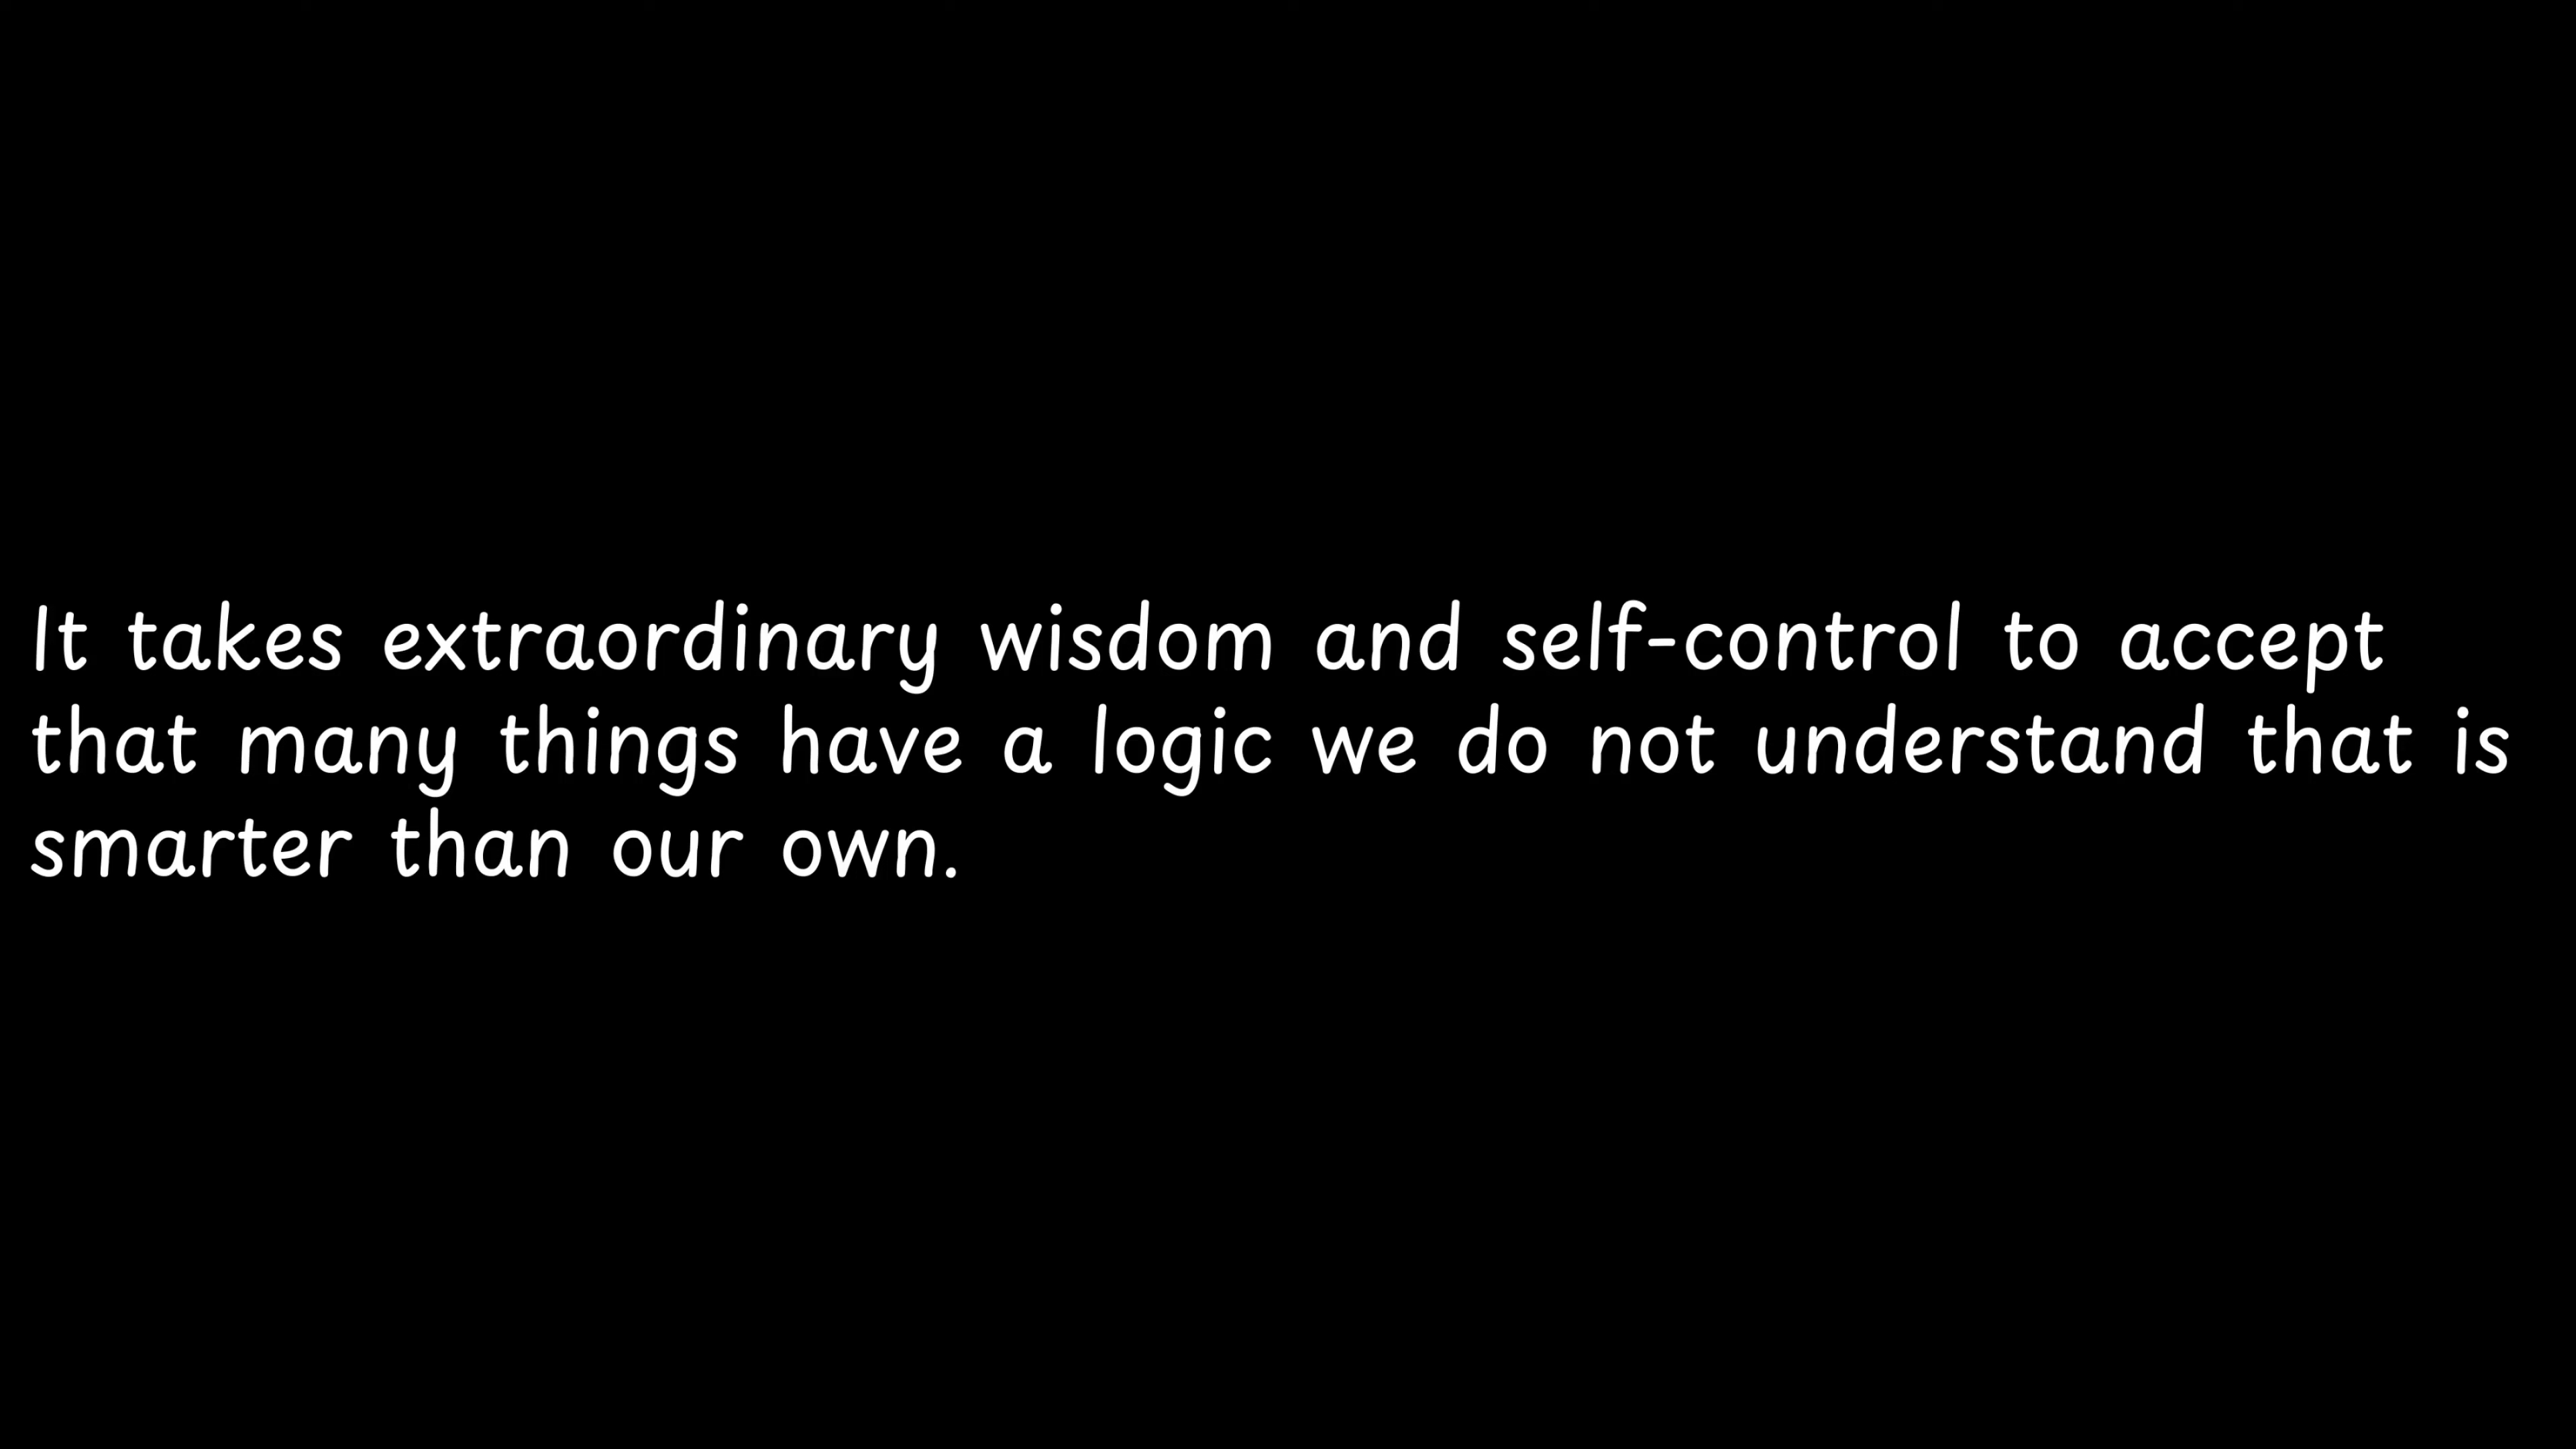 It takes extraordinary wisdom and self-control to accept
that many things have a logic we do not understand that is
smarter than our own.